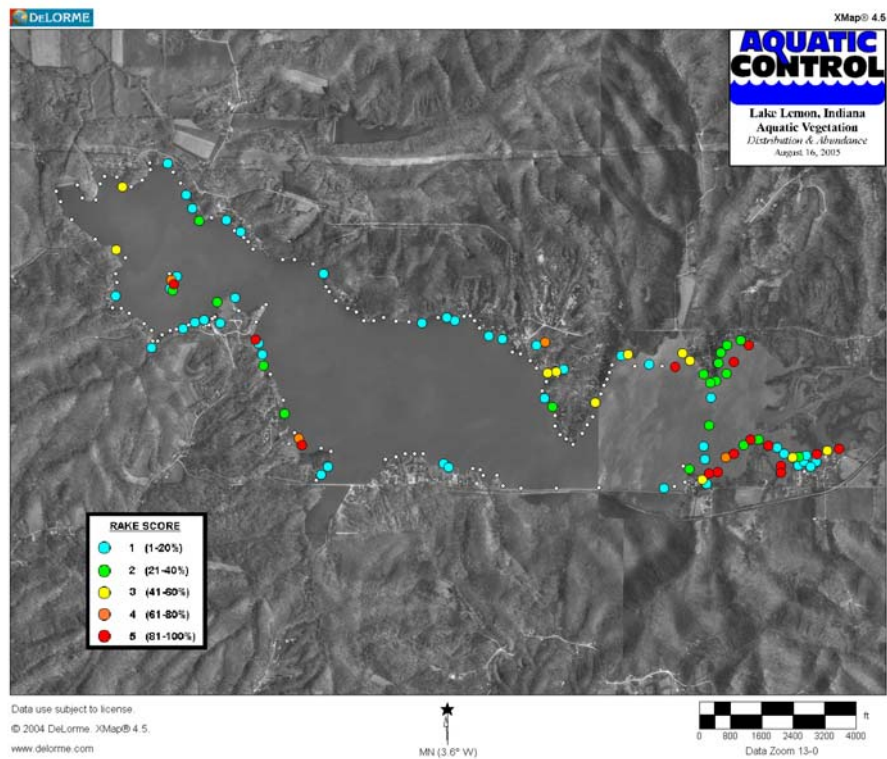 DELORME
XMap® 4.5
AQUATIC
CONTROL
Lake Lemon, Indiana
Aquatic Vegetation
Distribution & Abundance
August 16, 2005
RAKE SCORE
1 (1-20%)
2 (21-40%)
3 (41-60%)
4 (61-80%)
5 (81-100%)
Data use subject to license.
© 2004 DeLorme. XMap® 4.5.
www.delorme.com
MN (3.6° W)
ft
0 800 1600 2400 3200 4000
Data Zoom 13-0